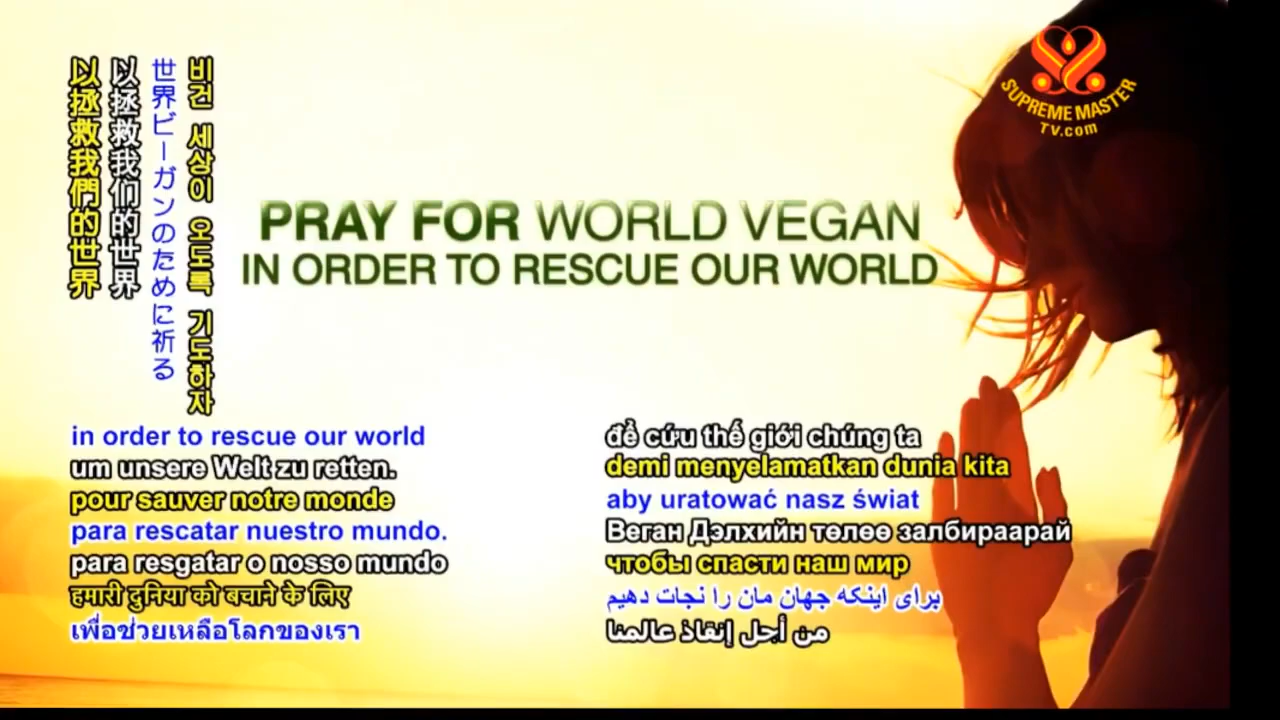 以拯救我們的世界
以拯救我们的世界
世界ビーガンのために祈る
비건 세상이 오도록 기도하자
SUPREME MASTER
TV.com
PRAY FOR WORLD VEGAN
IN ORDER TO RESCUE OUR WORLD
in order to rescue our world
um unsere Welt zu retten.
pour sauver notre monde
para rescatar nuestro mundo.
para resgatar o nosso mundo
हमारी दुनिया को बचाने के लिए
เพื่อช่วยเหลือโลกของเรา
để cứu thế giới chúng ta
demi menyelamatkan dunia kita
aby uratować nasz świat
Веган Дэлхийн төлөө залбираарай
чтобы спасти наш мир
برای اینکه جهان مان را نجات دهیم
من أجل إنقاذ عالمنا